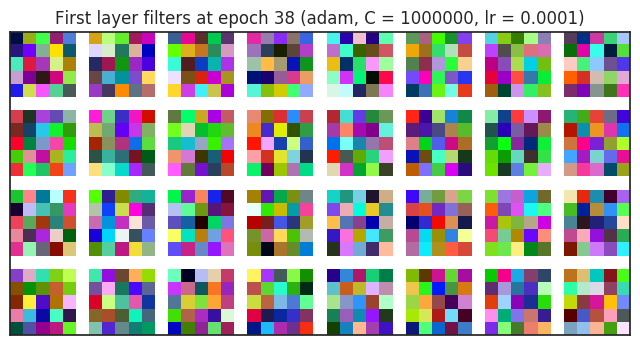 First layer filters at epoch 38 (adam, C = 1000000, lr = 0.0001)